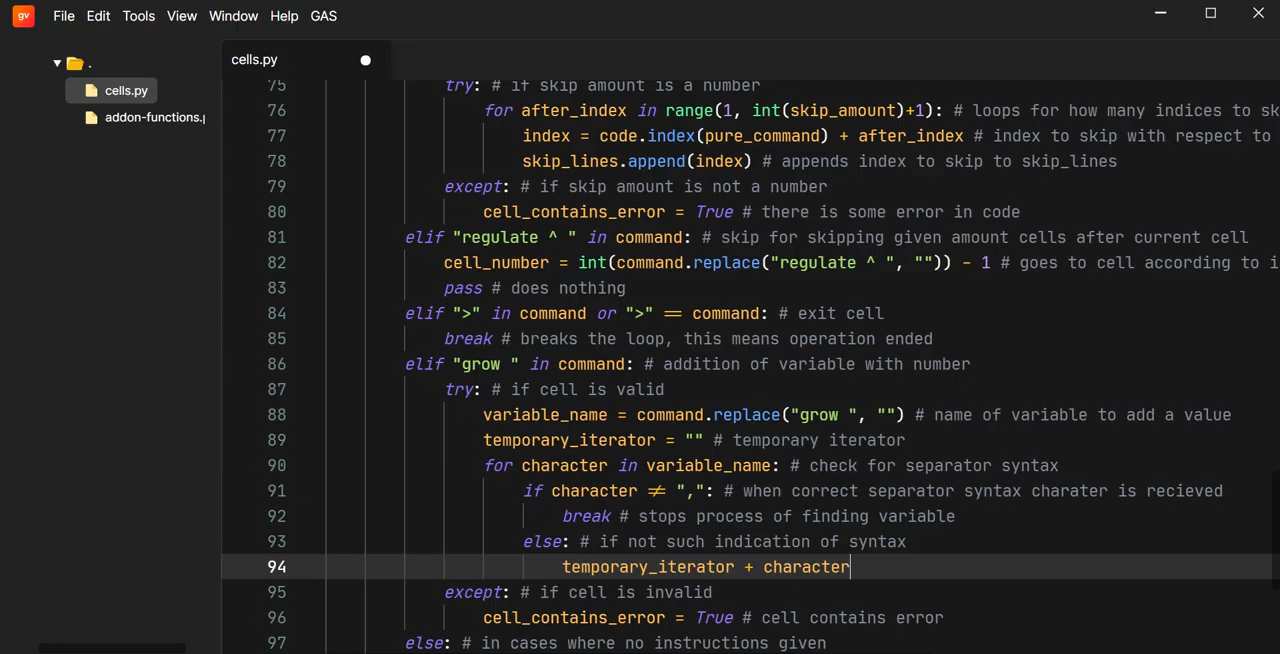 gv File Edit Tools View Window Help GAS
.
cells.py
addon-functions.p
cells.py
75 try: # if skip amount is a number
76 for after_index in range(1, int(skip_amount)+1): # loops for how many indices to sk
77 index = code.index(pure_command) + after_index # index to skip with respect to
78 skip_lines.append(index) # appends index to skip to skip_lines
79 except: # if skip amount is not a number
80 cell_contains_error = True # there is some error in code
81 elif "regulate ^ " in command: # skip for skipping given amount cells after current cell
82 cell_number = int(command.replace("regulate ^ ", "")) - 1 # goes to cell according to i
83 pass # does nothing
84 elif ">" in command or ">" == command: # exit cell
85 break # breaks the loop, this means operation ended
86 elif "grow " in command: # addition of variable with number
87 try: # if cell is valid
88 variable_name = command.replace("grow ", "") # name of variable to add a value
89 temporary_iterator = "" # temporary iterator
90 for character in variable_name: # check for separator syntax
91 if character != ",": # when correct separator syntax charater is recieved
92 break # stops process of finding variable
93 else: # if not such indication of syntax
94 temporary_iterator + character
95 except: # if cell is invalid
96 cell_contains_error = True # cell contains error
97 else: # in cases where no instructions given